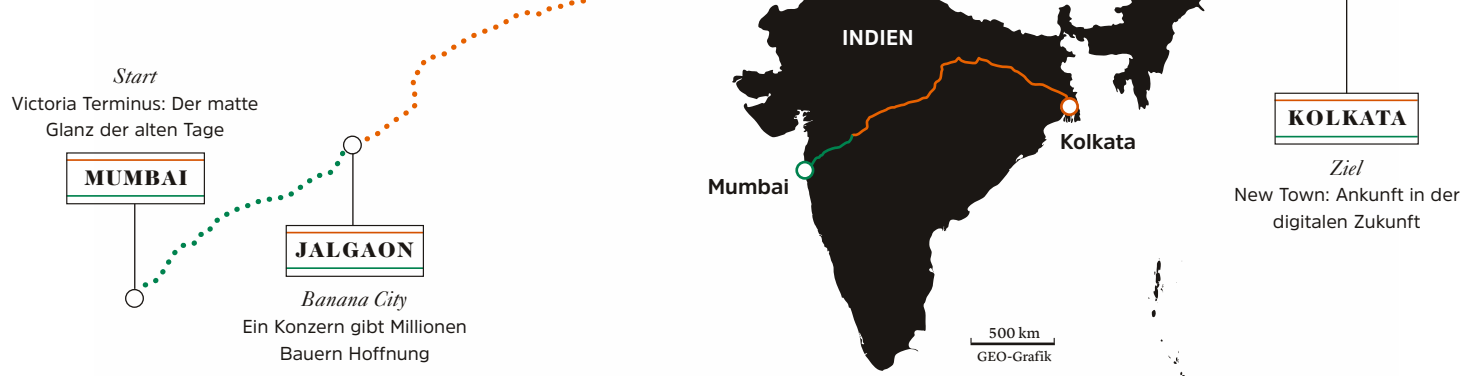 Start
Victoria Terminus: Der matte
Glanz der alten Tage
MUMBAI
JALGAON
Banana City
Ein Konzern gibt Millionen
Bauern Hoffnung
INDIEN
Mumbai
Kolkata
500 km
GEO-Grafik
KOLKATA
Ziel
New Town: Ankunft in der
digitalen Zukunft